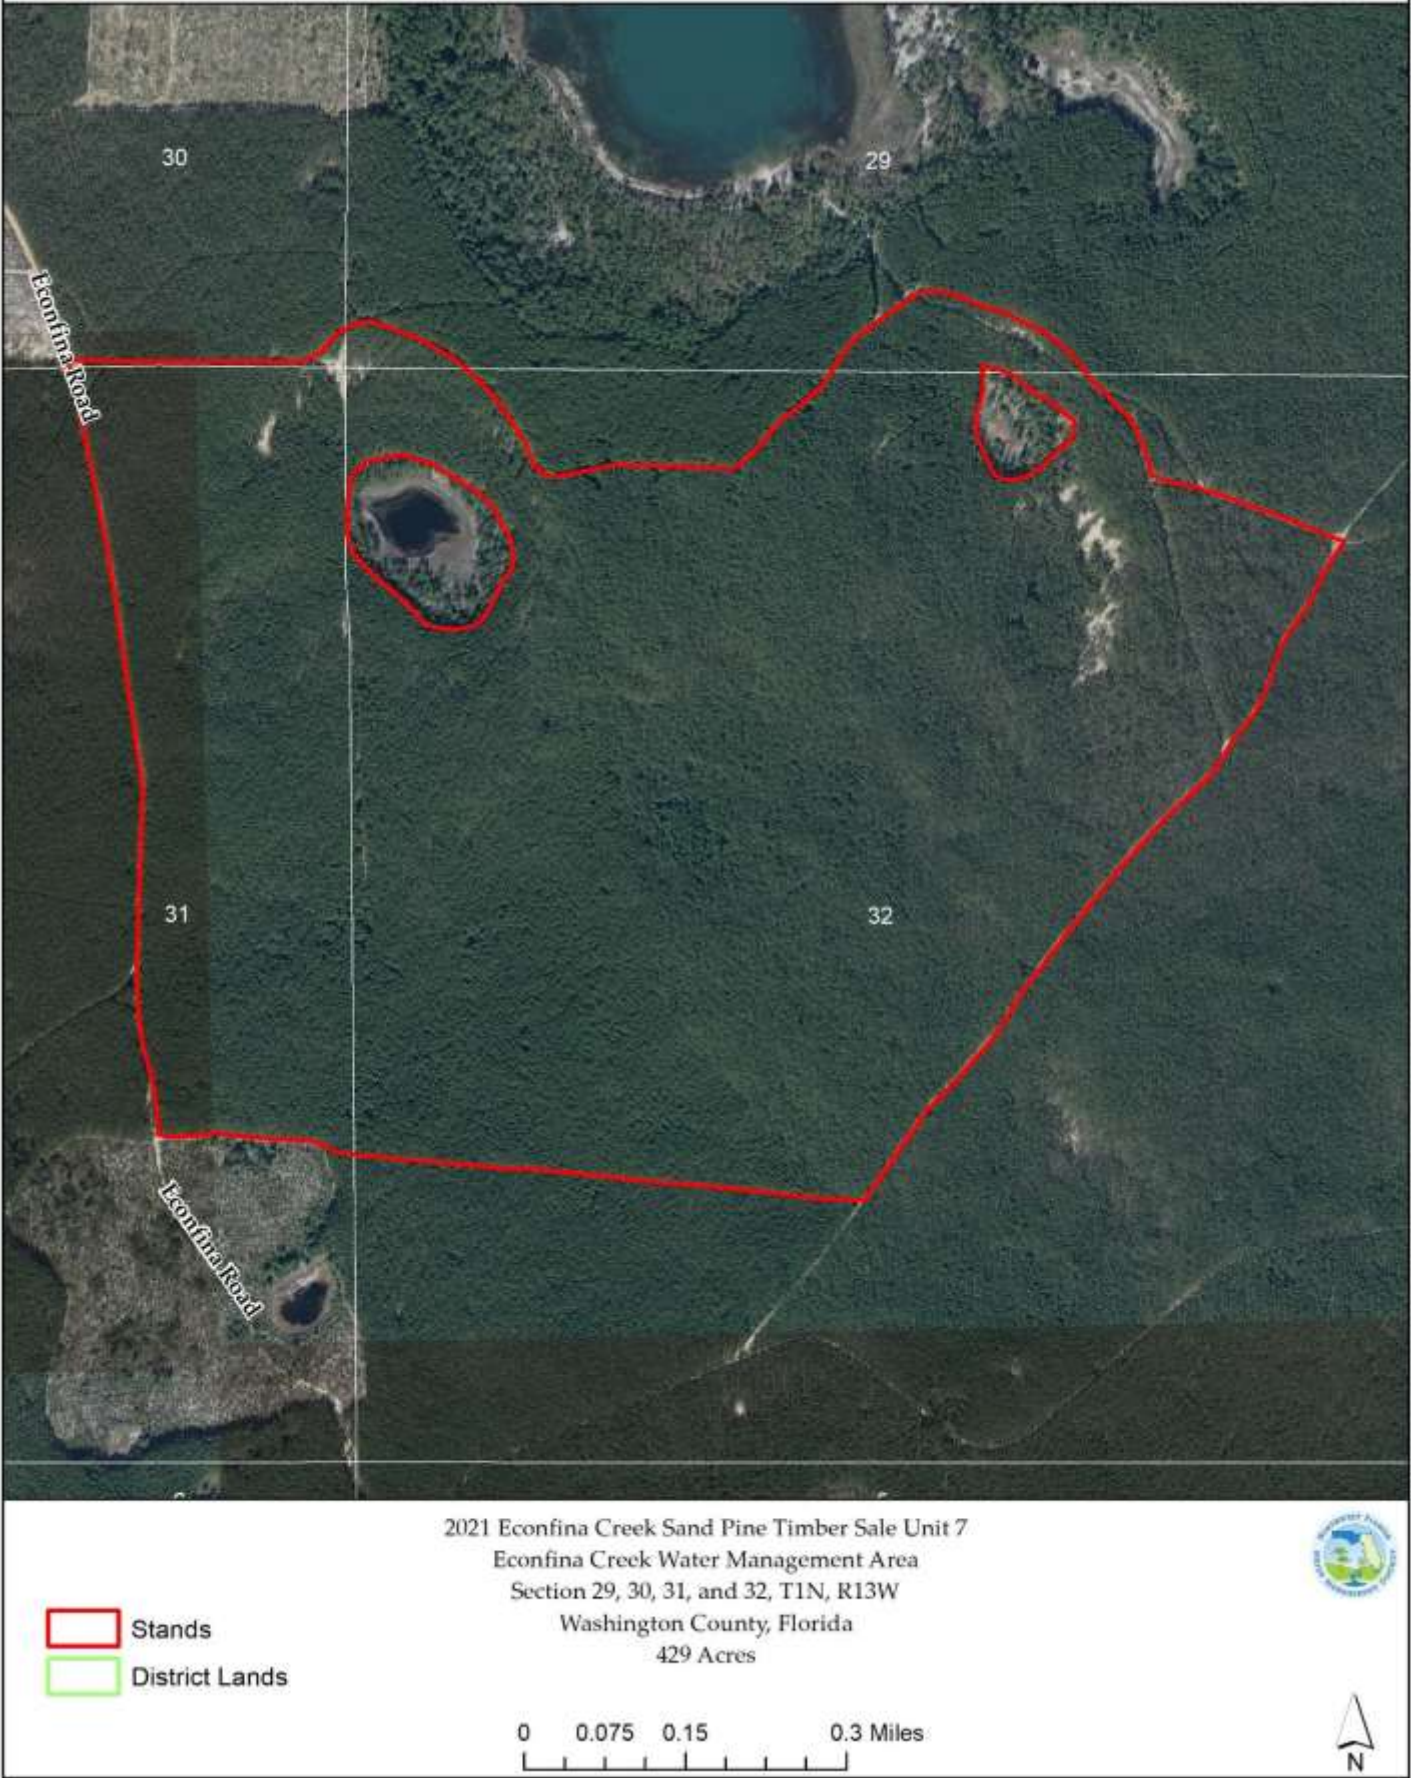 30
29
Econfina Road
31
32
Econfina Road
2021 Econfina Creek Sand Pine Timber Sale Unit 7
Econfina Creek Water Management Area
Section 29, 30, 31, and 32, T1N, R13W
Washington County, Florida
429 Acres
Stands
District Lands
0 0.075 0.15 0.3 Miles
N